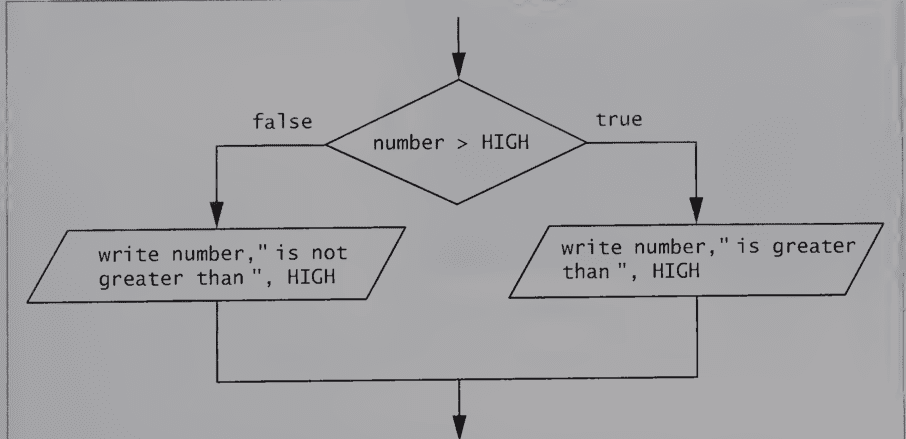 false
true
number > HIGH
write number," is not
greater than ", HIGH
write number," is greater
than ", HIGH